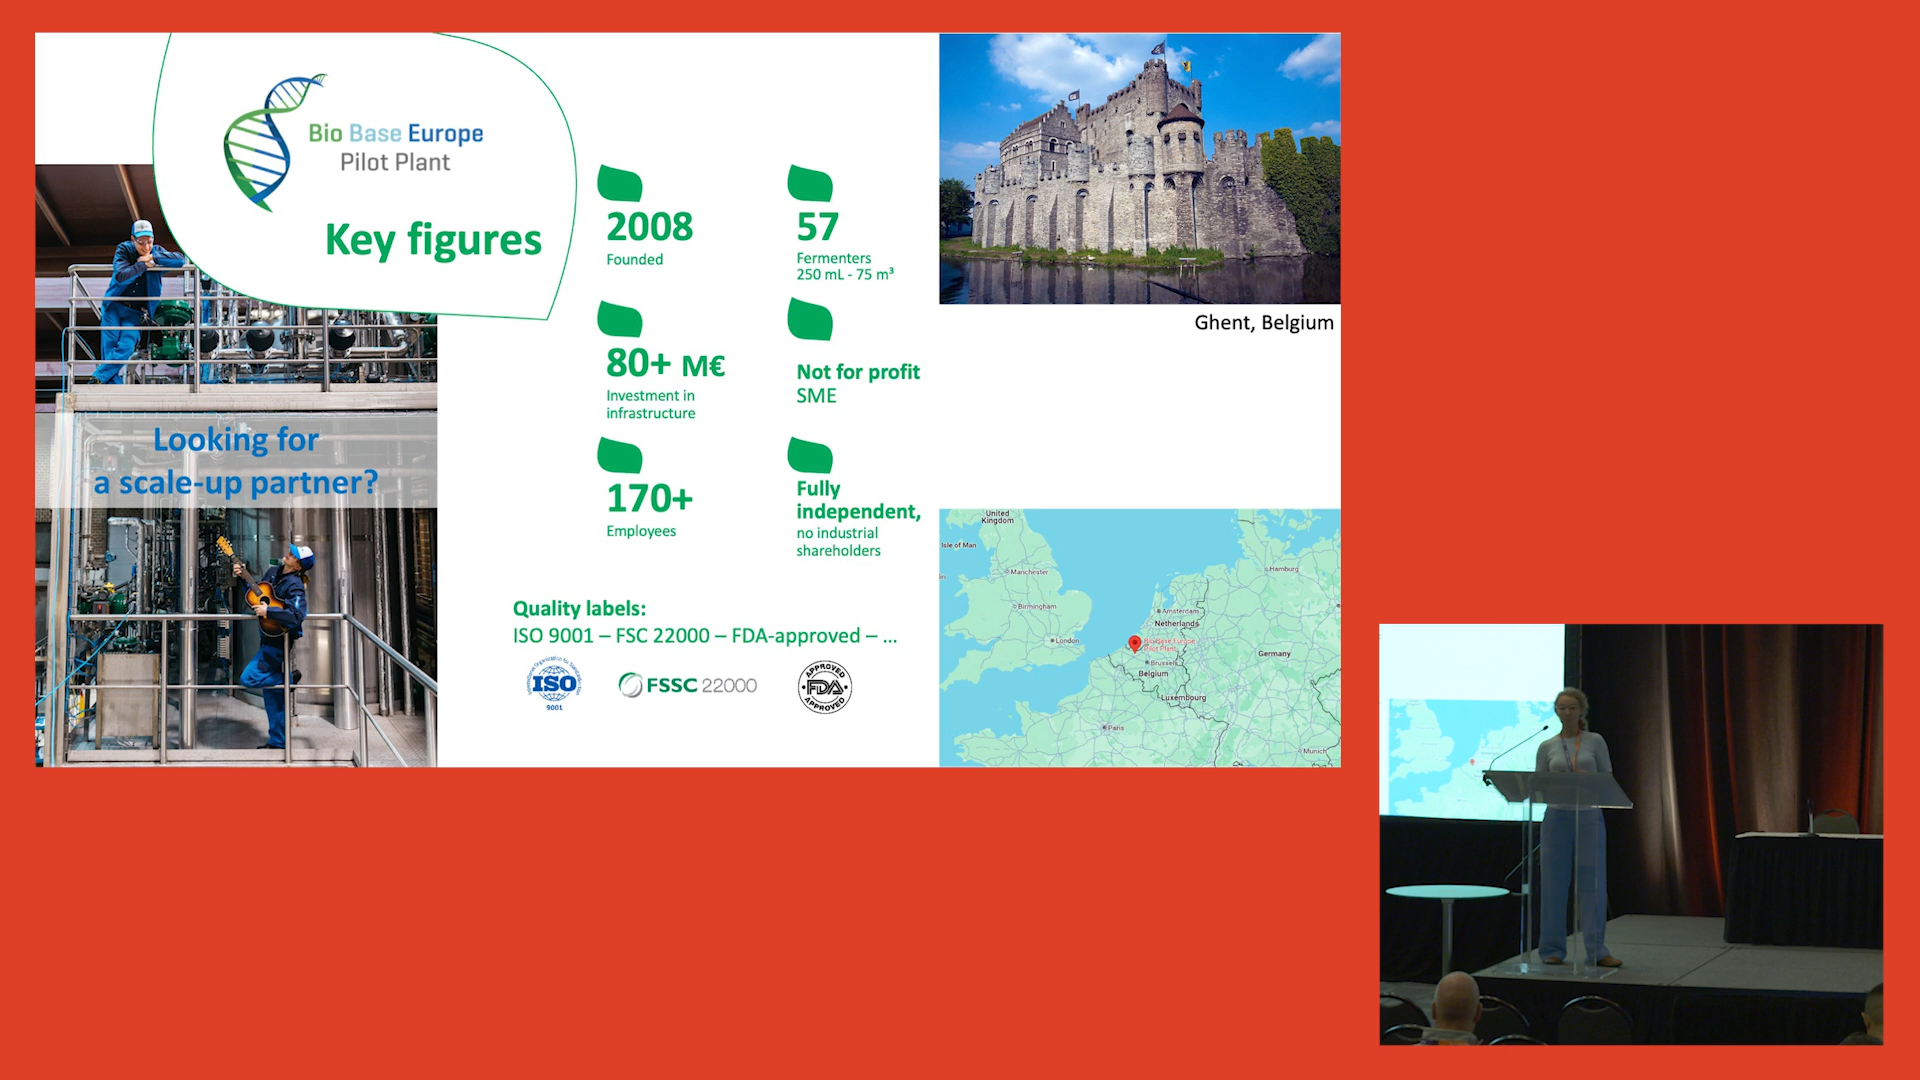 Bio Base Europe
Pilot Plant
Key figures
Looking for
a scale-up partner?
2008
Founded
57
Fermenters
250 mL - 75 m³
80+ M€
Investment in
infrastructure
Not for profit
SME
170+
Employees
Fully
independent,
no industrial
shareholders
Quality labels:
ISO 9001 – FSC 22000 – FDA-approved – ...
ISO
9001
FSSC 22000
APPROVED
FDA
APPROVED
Ghent, Belgium
United
Kingdom
Isle of Man
Manchester
Birmingham
London
Hamburg
Amsterdam
Netherlands
Bio Base Europe
Pilot Plant
Brussels
Belgium
Germany
Luxembourg
Paris
Munich